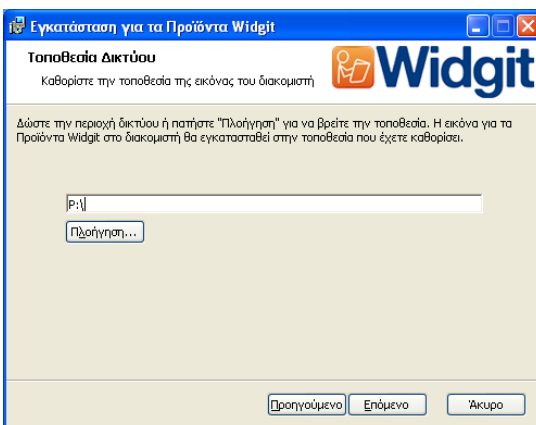 Εγκατάσταση για τα Προϊόντα Widgit
Τοποθεσία Δικτύου
Καθορίστε την τοποθεσία της εικόνας του διακομιστή
Widgit
Δώστε την περιοχή δικτύου ή πατήστε "Πλοήγηση" για να βρείτε την τοποθεσία. Η εικόνα για τα
Προϊόντα Widgit στο διακομιστή θα εγκατασταθεί στην τοποθεσία που έχετε καθορίσει.
P:\
Πλοήγηση...
Προηγούμενο Επόμενο Άκυρο